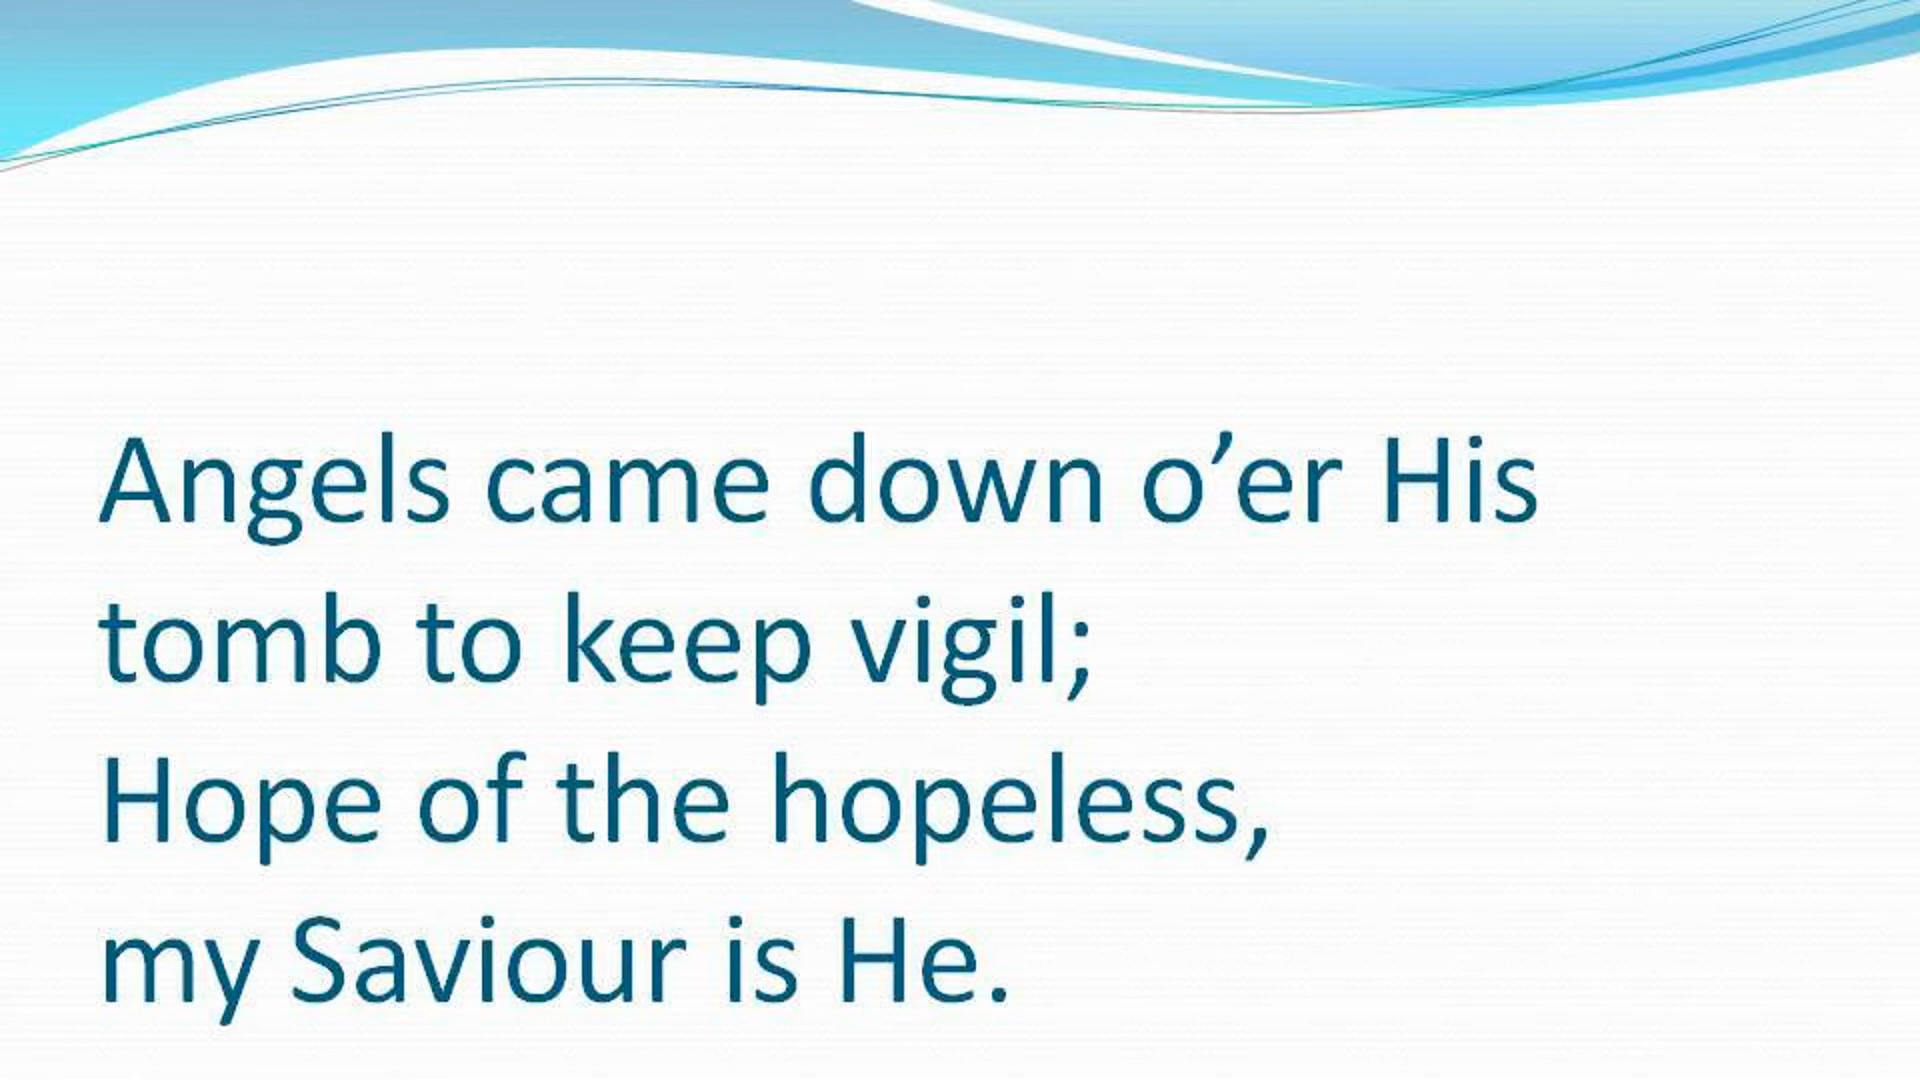 Angels came down o’er His
tomb to keep vigil;
Hope of the hopeless,
my Saviour is He.